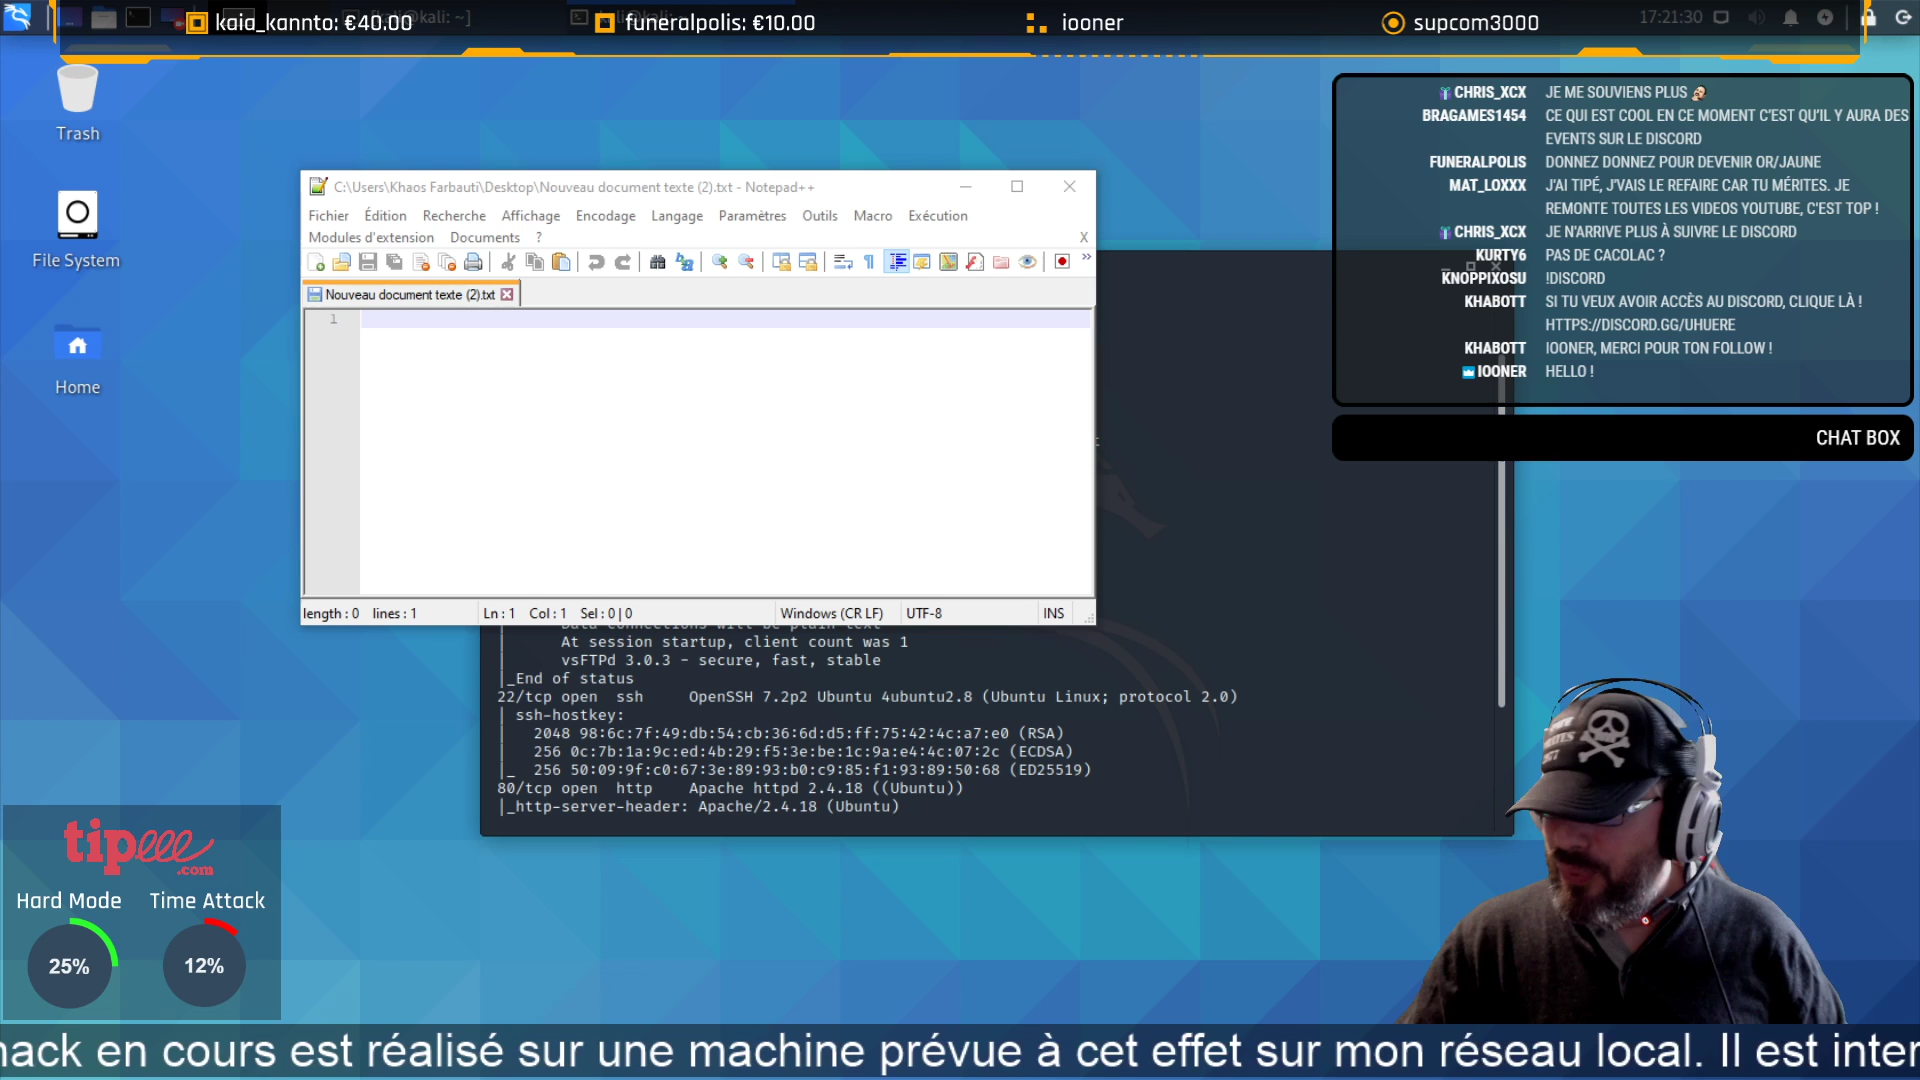 [kali@kali: ~]
kaia_kannto: €40.00
funeralpolis: €10.00
iooner
supcom3000
17:21:30
Trash
File System
Home
C:\Users\Khaos Farbauti\Desktop\Nouveau document texte (2).txt - Notepad++
Fichier Édition Recherche Affichage Encodage Langage Paramètres Outils Macro Exécution
Modules d'extension Documents ? X
Nouveau document texte (2).txt
1
length : 0 lines : 1 Ln : 1 Col : 1 Sel : 0 | 0 Windows (CR LF) UTF-8 INS
At session startup, client count was 1
vsFTPd 3.0.3 - secure, fast, stable
|_End of status
22/tcp open ssh OpenSSH 7.2p2 Ubuntu 4ubuntu2.8 (Ubuntu Linux; protocol 2.0)
| ssh-hostkey:
| 2048 98:6c:7f:49:db:54:cb:36:6d:d5:ff:75:42:4c:a7:e0 (RSA)
| 256 0c:7b:1a:9c:ed:4b:29:f5:3e:be:1c:9a:e4:4c:07:2c (ECDSA)
|_ 256 50:09:9f:c0:67:3e:89:93:b0:c9:85:f1:93:89:50:68 (ED25519)
80/tcp open http Apache httpd 2.4.18 ((Ubuntu))
|_http-server-header: Apache/2.4.18 (Ubuntu)
CHRIS_XCX JE ME SOUVIENS PLUS
BRAGAMES1454 CE QUI EST COOL EN CE MOMENT C'EST QU'IL Y AURA DES
EVENTS SUR LE DISCORD
FUNERALPOLIS DONNEZ DONNEZ POUR DEVENIR OR/JAUNE
MAT_LOXXX J'AI TIPÉ, J'VAIS LE REFAIRE CAR TU MÉRITES. JE
REMONTE TOUTES LES VIDEOS YOUTUBE, C'EST TOP !
CHRIS_XCX JE N'ARRIVE PLUS À SUIVRE LE DISCORD
KURTY6 PAS DE CACOLAC ?
KNOPPIXOSU !DISCORD
KHABOTT SI TU VEUX AVOIR ACCÈS AU DISCORD, CLIQUE LÀ !
HTTPS://DISCORD.GG/UHUERE
KHABOTT IOONER, MERCI POUR TON FOLLOW !
IOONER HELLO !
CHAT BOX
tipeee
.com
Hard Mode Time Attack
25% 12%
hack en cours est réalisé sur une machine prévue à cet effet sur mon réseau local. Il est inter